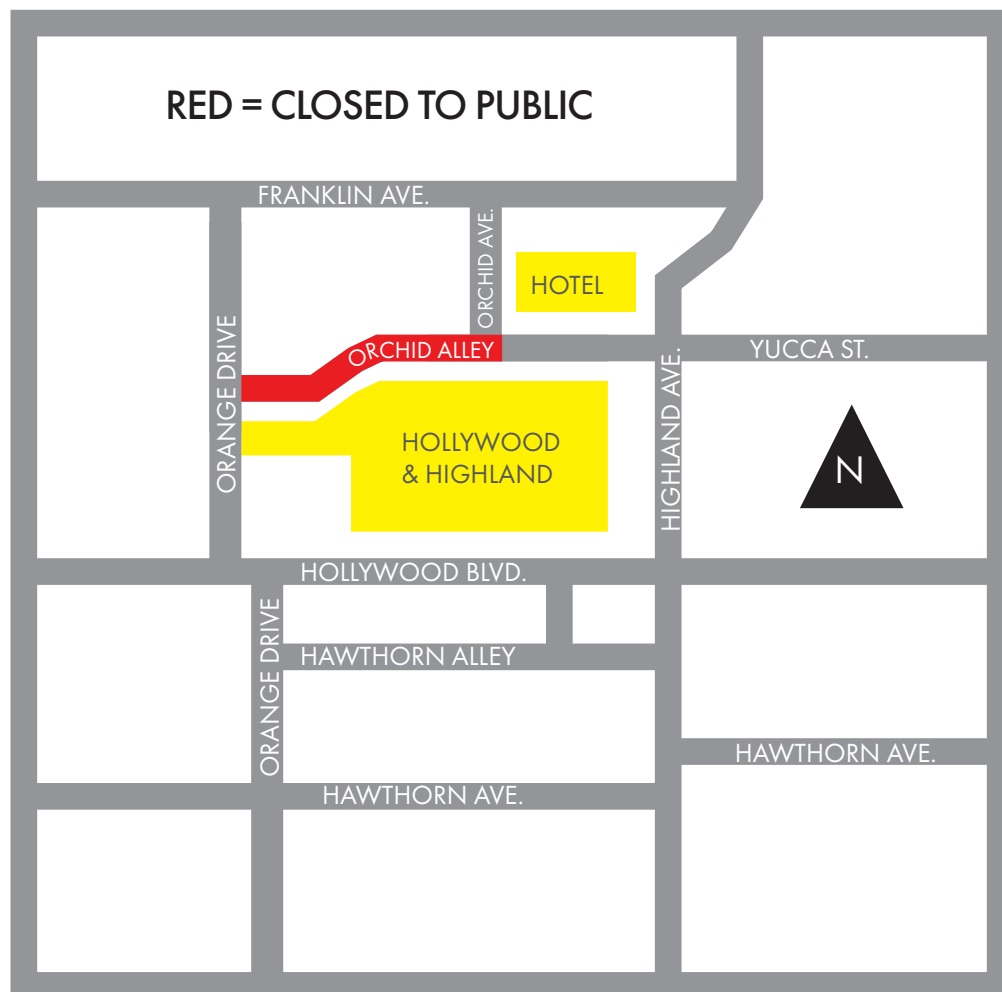 RED = CLOSED TO PUBLIC
FRANKLIN AVE.
ORCHID AVE.
HOTEL
ORANGE DRIVE
ORCHID ALLEY
YUCCA ST.
HIGHLAND AVE.
HOLLYWOOD
& HIGHLAND
N
HOLLYWOOD BLVD.
ORANGE DRIVE
HAWTHORN ALLEY
HAWTHORN AVE.
HAWTHORN AVE.